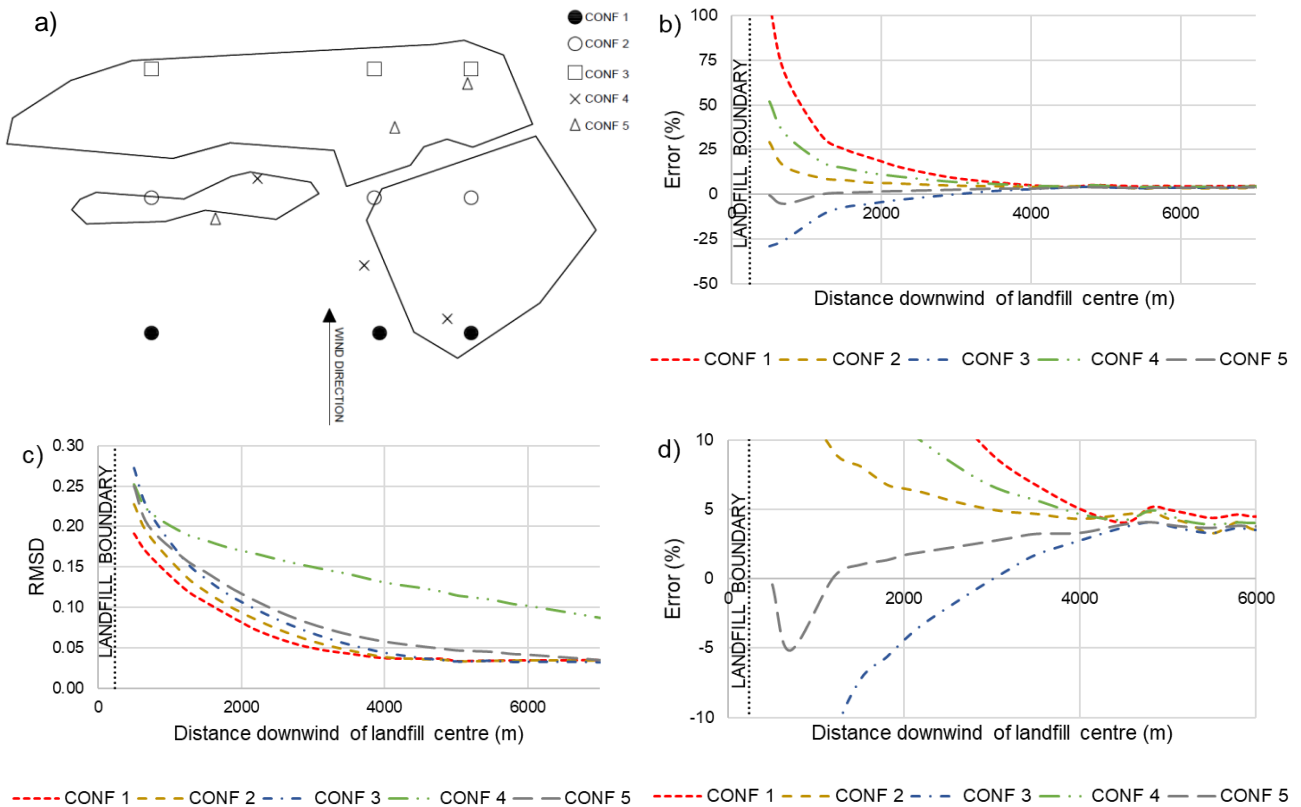 a)
CONF 1
CONF 2
CONF 3
CONF 4
CONF 5
WIND DIRECTION
b)
100
75
50
25
0
-25
-50
Error (%)
LANDFILL BOUNDARY
0
2000
4000
6000
Distance downwind of landfill centre (m)
CONF 1
CONF 2
CONF 3
CONF 4
CONF 5
c)
0.30
0.25
0.20
0.15
0.10
0.05
0.00
RMSD
LANDFILL BOUNDARY
0
2000
4000
6000
Distance downwind of landfill centre (m)
CONF 1
CONF 2
CONF 3
CONF 4
CONF 5
d)
10
5
0
-5
-10
Error (%)
LANDFILL BOUNDARY
0
2000
4000
6000
Distance downwind of landfill centre (m)
CONF 1
CONF 2
CONF 3
CONF 4
CONF 5